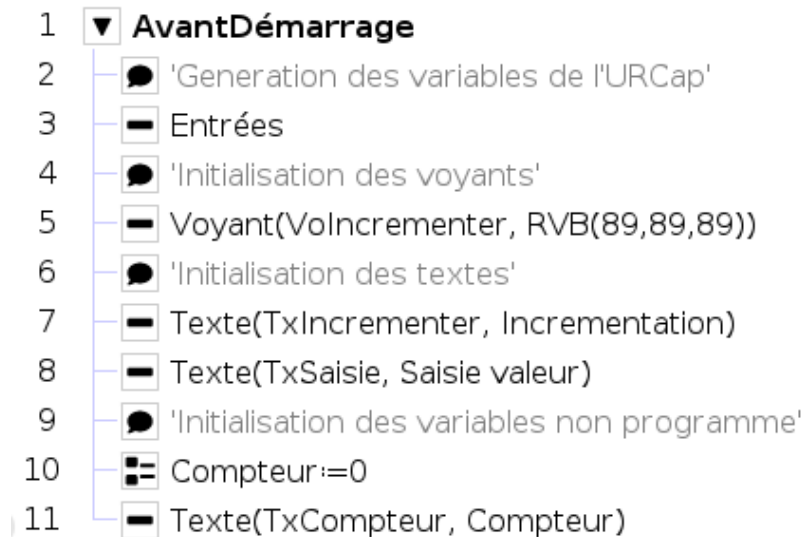 1 AvantDémarrage
2 'Generation des variables de l'URCap'
3 Entrées
4 'Initialisation des voyants'
5 Voyant(VoIncrementer, RVB(89,89,89))
6 'Initialisation des textes'
7 Texte(TxIncrementer, Incrementation)
8 Texte(TxSaisie, Saisie valeur)
9 'Initialisation des variables non programme'
10 Compteur:=0
11 Texte(TxCompteur, Compteur)